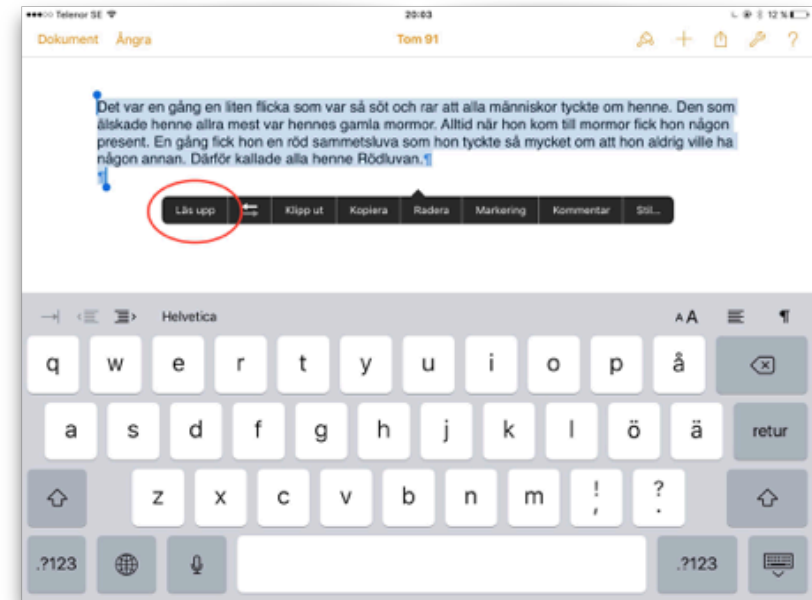 Telenor SE 20:03 12 %
Dokument Ångra Tom 91 ?
Det var en gång en liten flicka som var så söt och rar att alla människor tyckte om henne. Den som
älskade henne allra mest var hennes gamla mormor. Alltid när hon kom till mormor fick hon någon
present. En gång fick hon en röd sammetsluva som hon tyckte så mycket om att hon aldrig ville ha
någon annan. Därför kallade alla henne Rödluvan.¶
¶
Läs upp Klipp ut Kopiera Radera Markering Kommentar Stil...
Helvetica AA ¶
q w e r t y u i o p å
a s d f g h j k l ö ä retur
z x c v b n m ! , ? .
.?123 .?123